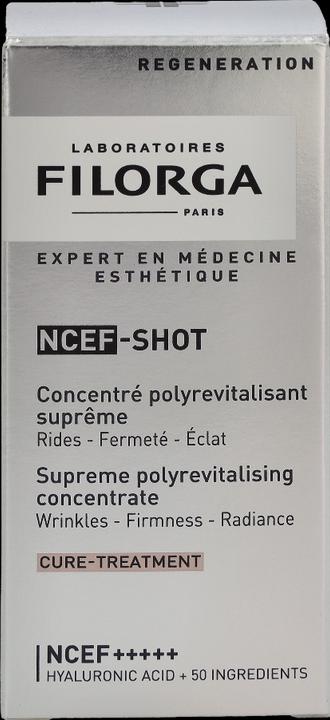 REGENERATION
LABORATOIRES
FILORGA
PARIS
EXPERT EN MÉDECINE
ESTHÉTIQUE
NCEF-SHOT
Concentré polyrevitalisant
suprême
Rides - Fermeté - Éclat
Supreme polyrevitalising
concentrate
Wrinkles - Firmness - Radiance
CURE-TREATMENT
NCEF+++++
HYALURONIC ACID + 50 INGREDIENTS